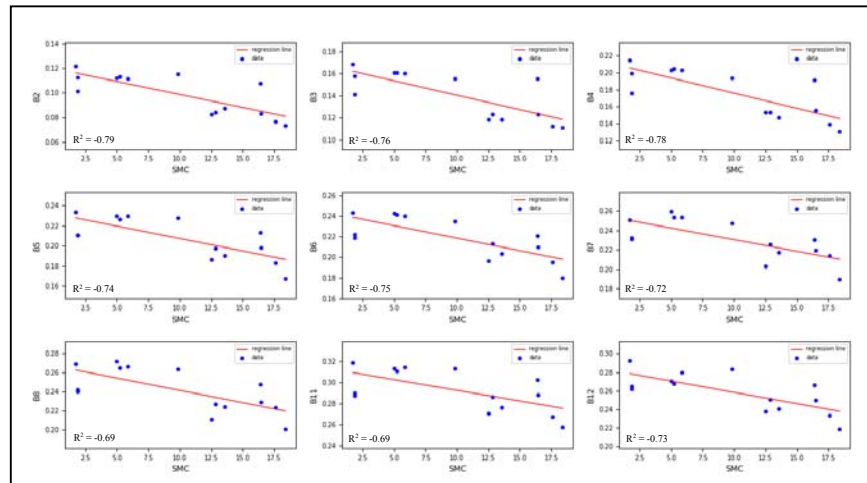 regression line
data
0.14
0.12
0.10
0.08
0.06
B2
R² = -0.79
2.5 5.0 7.5 10.0 12.5 15.0 17.5
SMC
regression line
data
0.18
0.16
0.14
0.12
0.10
B3
R² = -0.76
2.5 5.0 7.5 10.0 12.5 15.0 17.5
SMC
regression line
data
0.22
0.20
0.18
0.16
0.14
0.12
B4
R² = -0.78
2.5 5.0 7.5 10.0 12.5 15.0 17.5
SMC
regression line
data
0.24
0.22
0.20
0.18
0.16
B5
R² = -0.74
2.5 5.0 7.5 10.0 12.5 15.0 17.5
SMC
regression line
data
0.26
0.24
0.22
0.20
0.18
0.16
B6
R² = -0.75
2.5 5.0 7.5 10.0 12.5 15.0 17.5
SMC
regression line
data
0.26
0.24
0.22
0.20
0.18
B7
R² = -0.72
2.5 5.0 7.5 10.0 12.5 15.0 17.5
SMC
regression line
data
0.28
0.26
0.24
0.22
0.20
B8
R² = -0.69
2.5 5.0 7.5 10.0 12.5 15.0 17.5
SMC
regression line
data
0.32
0.30
0.28
0.26
0.24
B11
R² = -0.69
2.5 5.0 7.5 10.0 12.5 15.0 17.5
SMC
regression line
data
0.30
0.28
0.26
0.24
0.22
0.20
B12
R² = -0.73
2.5 5.0 7.5 10.0 12.5 15.0 17.5
SMC